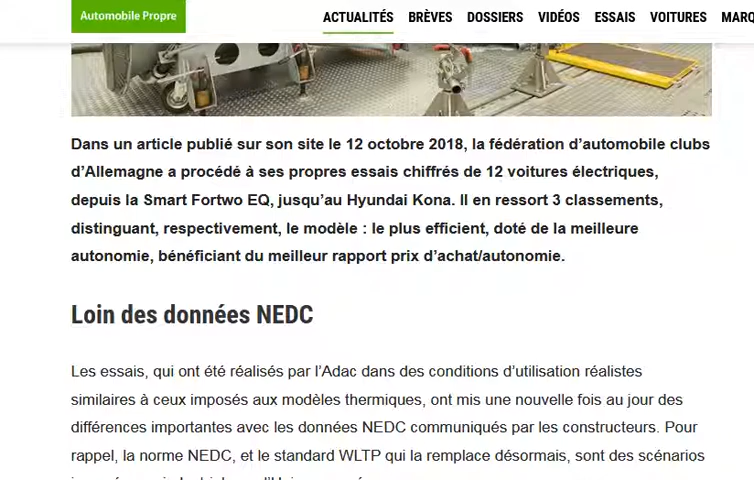 Automobile Propre
ACTUALITÉS BRÈVES DOSSIERS VIDÉOS ESSAIS VOITURES MARQ
Dans un article publié sur son site le 12 octobre 2018, la fédération d'automobile clubs
d'Allemagne a procédé à ses propres essais chiffrés de 12 voitures électriques,
depuis la Smart Fortwo EQ, jusqu'au Hyundai Kona. Il en ressort 3 classements,
distinguant, respectivement, le modèle : le plus efficient, doté de la meilleure
autonomie, bénéficiant du meilleur rapport prix d'achat/autonomie.
Loin des données NEDC
Les essais, qui ont été réalisés par l'Adac dans des conditions d'utilisation réalistes
similaires à ceux imposés aux modèles thermiques, ont mis une nouvelle fois au jour des
différences importantes avec les données NEDC communiqués par les constructeurs. Pour
rappel, la norme NEDC, et le standard WLTP qui la remplace désormais, sont des scénarios